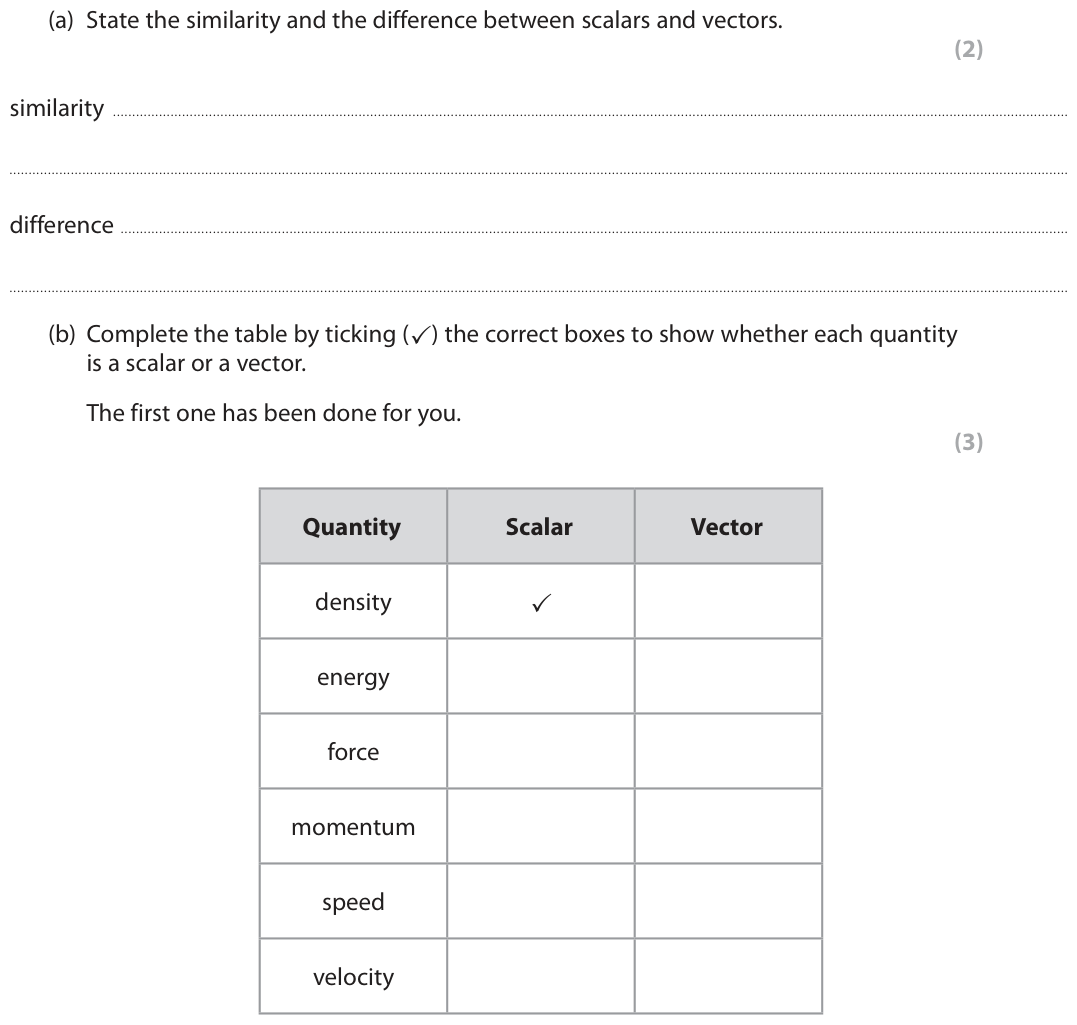 (a) State the similarity and the difference between scalars and vectors.
(2)
similarity
difference
(b) Complete the table by ticking (✓) the correct boxes to show whether each quantity
is a scalar or a vector.
The first one has been done for you.
(3)
Quantity Scalar Vector
density ✓
energy
force
momentum
speed
velocity